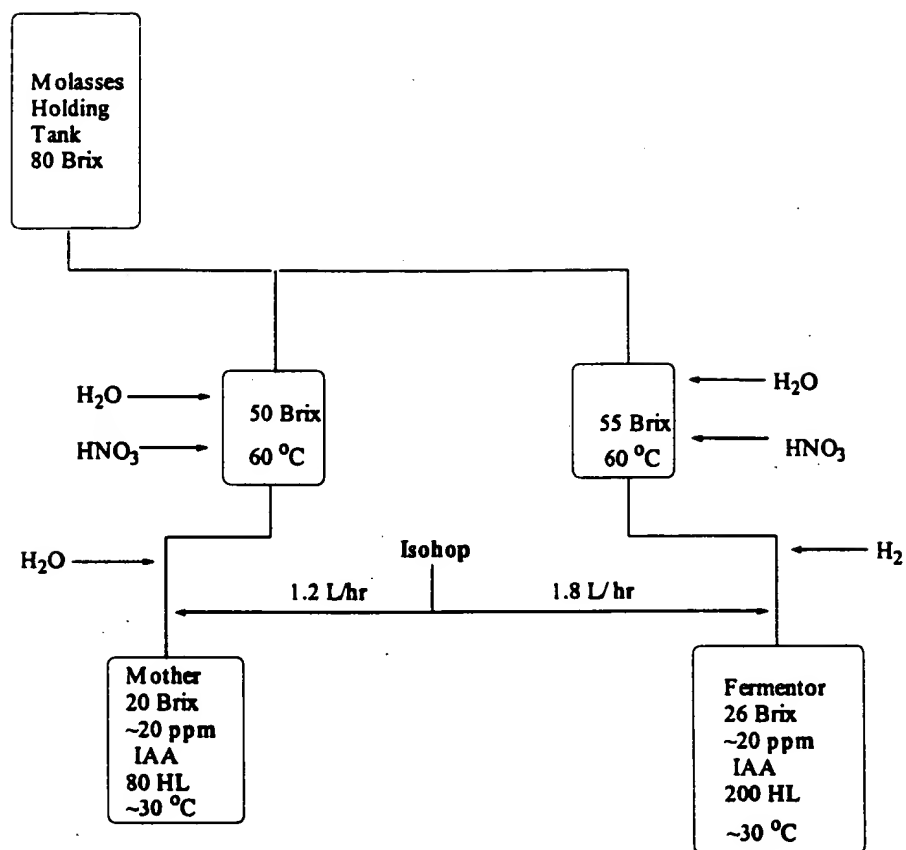 Molasses
Holding
Tank
80 Brix
H₂O
50 Brix
HNO₃
60 °C
55 Brix
60 °C
H₂O
HNO₃
H₂O
Isohop
1.2 L/hr
1.8 L/hr
H₂
Mother
20 Brix
~20 ppm
IAA
80 HL
~30 °C
Fermentor
26 Brix
~20 ppm
IAA
200 HL
~30 °C